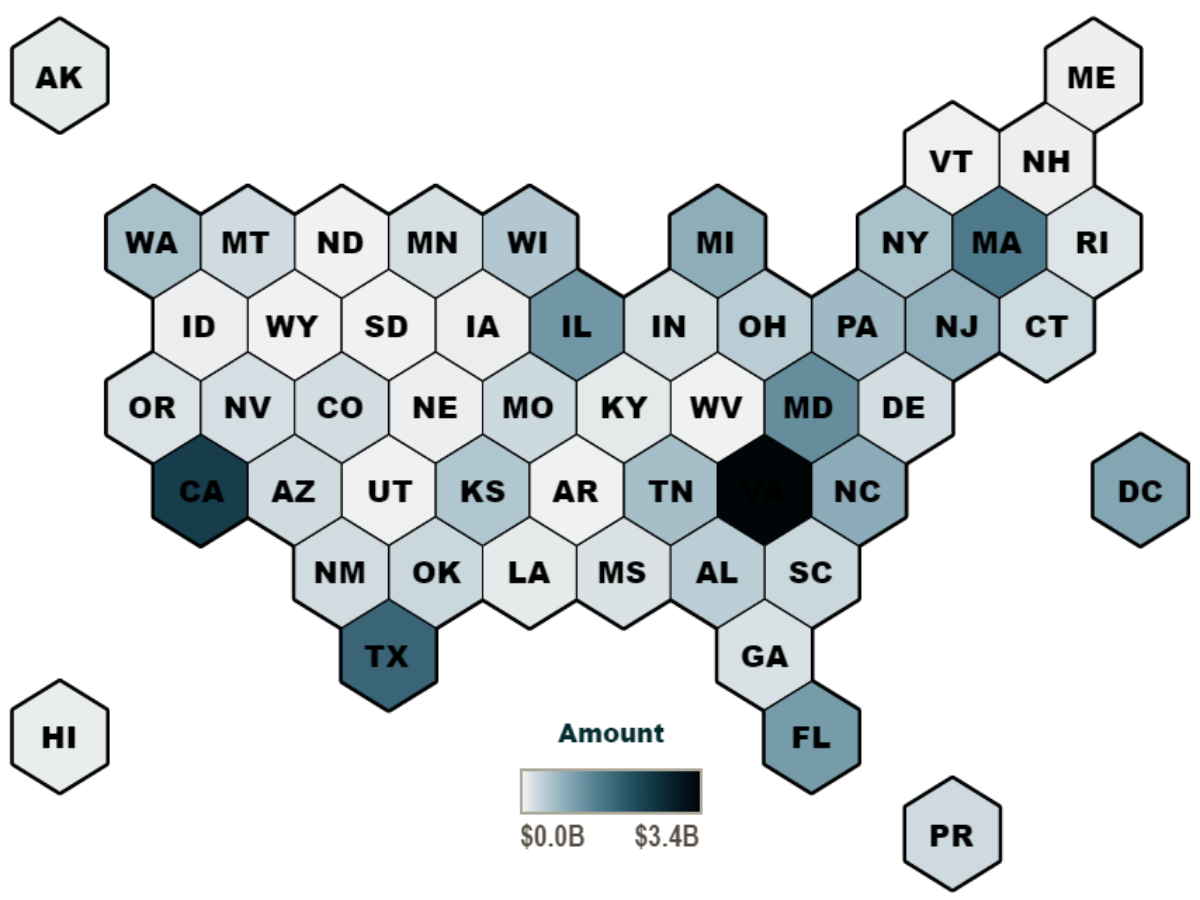 AK
ME
VT NH
WA MT ND MN WI MI NY MA RI
ID WY SD IA IL IN OH PA NJ CT
OR NV CO NE MO KY WV MD DE
CA AZ UT KS AR TN VA NC DC
NM OK LA MS AL SC
TX GA
HI FL
Amount
$0.0B $3.4B
PR